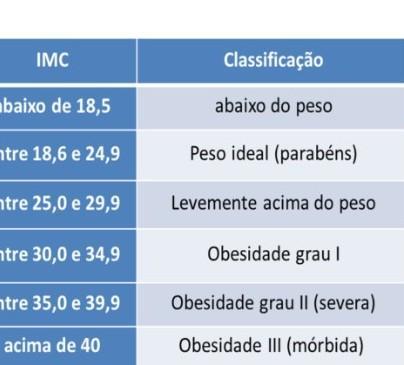 IMC Classificação
abaixo de 18,5 abaixo do peso
ntre 18,6 e 24,9 Peso ideal (parabéns)
ntre 25,0 e 29,9 Levemente acima do peso
ntre 30,0 e 34,9 Obesidade grau I
ntre 35,0 e 39,9 Obesidade grau II (severa)
acima de 40 Obesidade III (mórbida)